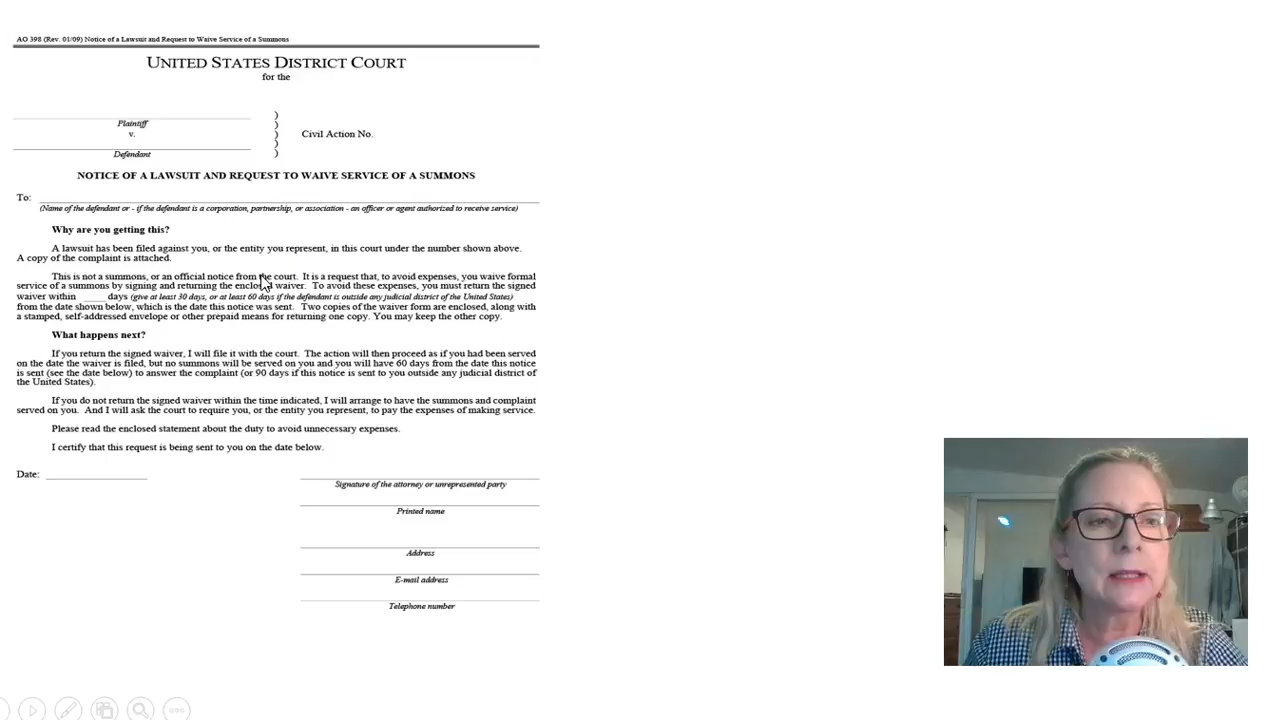 AO 398 (Rev. 01/09) Notice of a Lawsuit and Request to Waive Service of a Summons
UNITED STATES DISTRICT COURT
for the
Plaintiff
v.
Defendant
)
)
)
)
)
Civil Action No.
NOTICE OF A LAWSUIT AND REQUEST TO WAIVE SERVICE OF A SUMMONS
To:
(Name of the defendant or - if the defendant is a corporation, partnership, or association - an officer or agent authorized to receive service)
Why are you getting this?
A lawsuit has been filed against you, or the entity you represent, in this court under the number shown above.
A copy of the complaint is attached.
This is not a summons, or an official notice from the court. It is a request that, to avoid expenses, you waive formal
service of a summons by signing and returning the enclosed waiver. To avoid these expenses, you must return the signed
waiver within ____ days (give at least 30 days, or at least 60 days if the defendant is outside any judicial district of the United States)
from the date shown below, which is the date this notice was sent. Two copies of the waiver form are enclosed, along with
a stamped, self-addressed envelope or other prepaid means for returning one copy. You may keep the other copy.
What happens next?
If you return the signed waiver, I will file it with the court. The action will then proceed as if you had been served
on the date the waiver is filed, but no summons will be served on you and you will have 60 days from the date this notice
is sent (see the date below) to answer the complaint (or 90 days if this notice is sent to you outside any judicial district of
the United States).
If you do not return the signed waiver within the time indicated, I will arrange to have the summons and complaint
served on you. And I will ask the court to require you, or the entity you represent, to pay the expenses of making service.
Please read the enclosed statement about the duty to avoid unnecessary expenses.
I certify that this request is being sent to you on the date below.
Date:
Signature of the attorney or unrepresented party
Printed name
Address
E-mail address
Telephone number